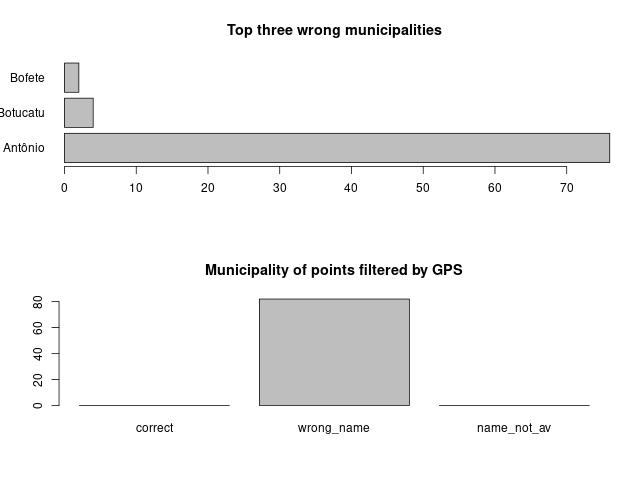 Top three wrong municipalities
Bofete
Botucatu
Antônio
0 10 20 30 40 50 60 70
Municipality of points filtered by GPS
80
60
40
20
0
correct wrong_name name_not_av